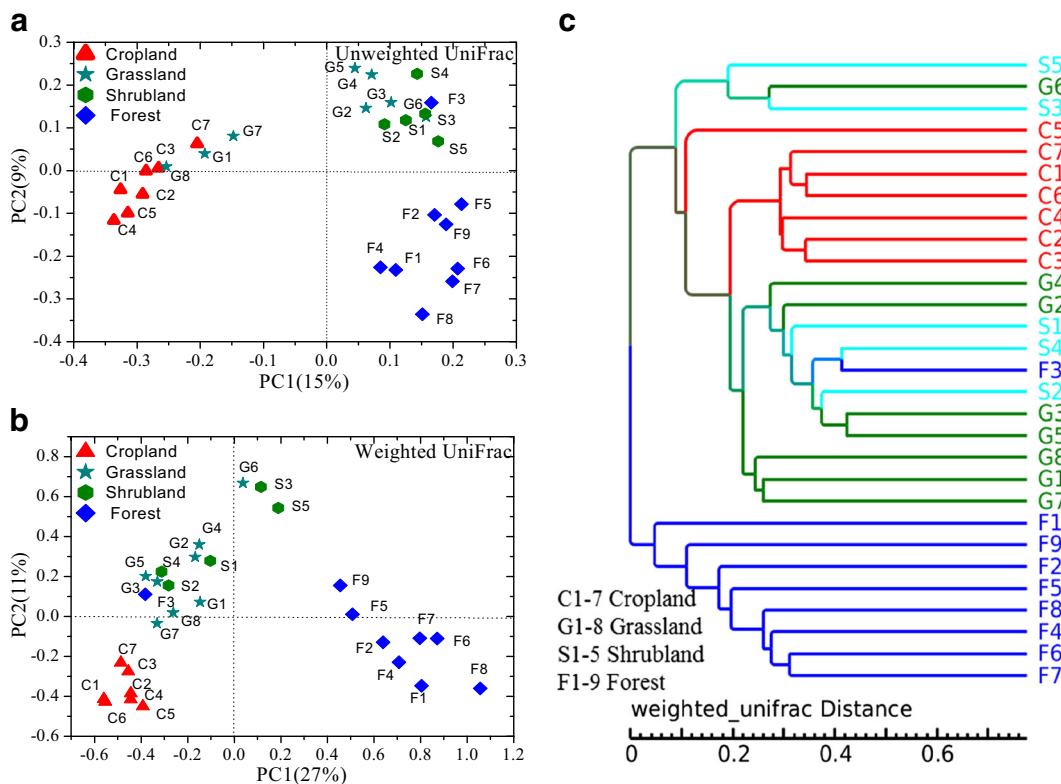 a
Unweighted UniFrac
Cropland
Grassland
Shrubland
Forest
PC2(9%)
0.3
0.2
0.1
0.0
-0.1
-0.2
-0.3
-0.4
G5
G4
S4
G3
G6
F3
G2
S2
S1
S3
S5
C7
G7
C3
C6
G1
G8
C1
C2
C5
C4
F5
F2
F9
F4
F1
F6
F7
F8
-0.4
-0.3
-0.2
-0.1
0.0
0.1
0.2
0.3
PC1(15%)
b
Weighted UniFrac
Cropland
Grassland
Shrubland
Forest
PC2(11%)
0.8
0.6
0.4
0.2
0.0
-0.2
-0.4
-0.6
G6
S3
S5
G4
G2
G5
S4
S1
G3
S2
F3
G1
G8
G7
F9
F5
F7
F2
F6
F4
F8
F1
C7
C3
C1
C2
C4
C6
C5
-0.6
-0.4
-0.2
0.0
0.2
0.4
0.6
0.8
1.0
1.2
PC1(27%)
c
S5
G6
S3
C5
C7
C1
C6
C4
C2
C3
G4
G2
S1
S4
F3
S2
G3
G5
G8
G1
G7
F1
F9
F2
F5
F8
F4
F6
F7
C1-7 Cropland
G1-8 Grassland
S1-5 Shrubland
F1-9 Forest
weighted_unifrac Distance
0
0.2
0.4
0.6